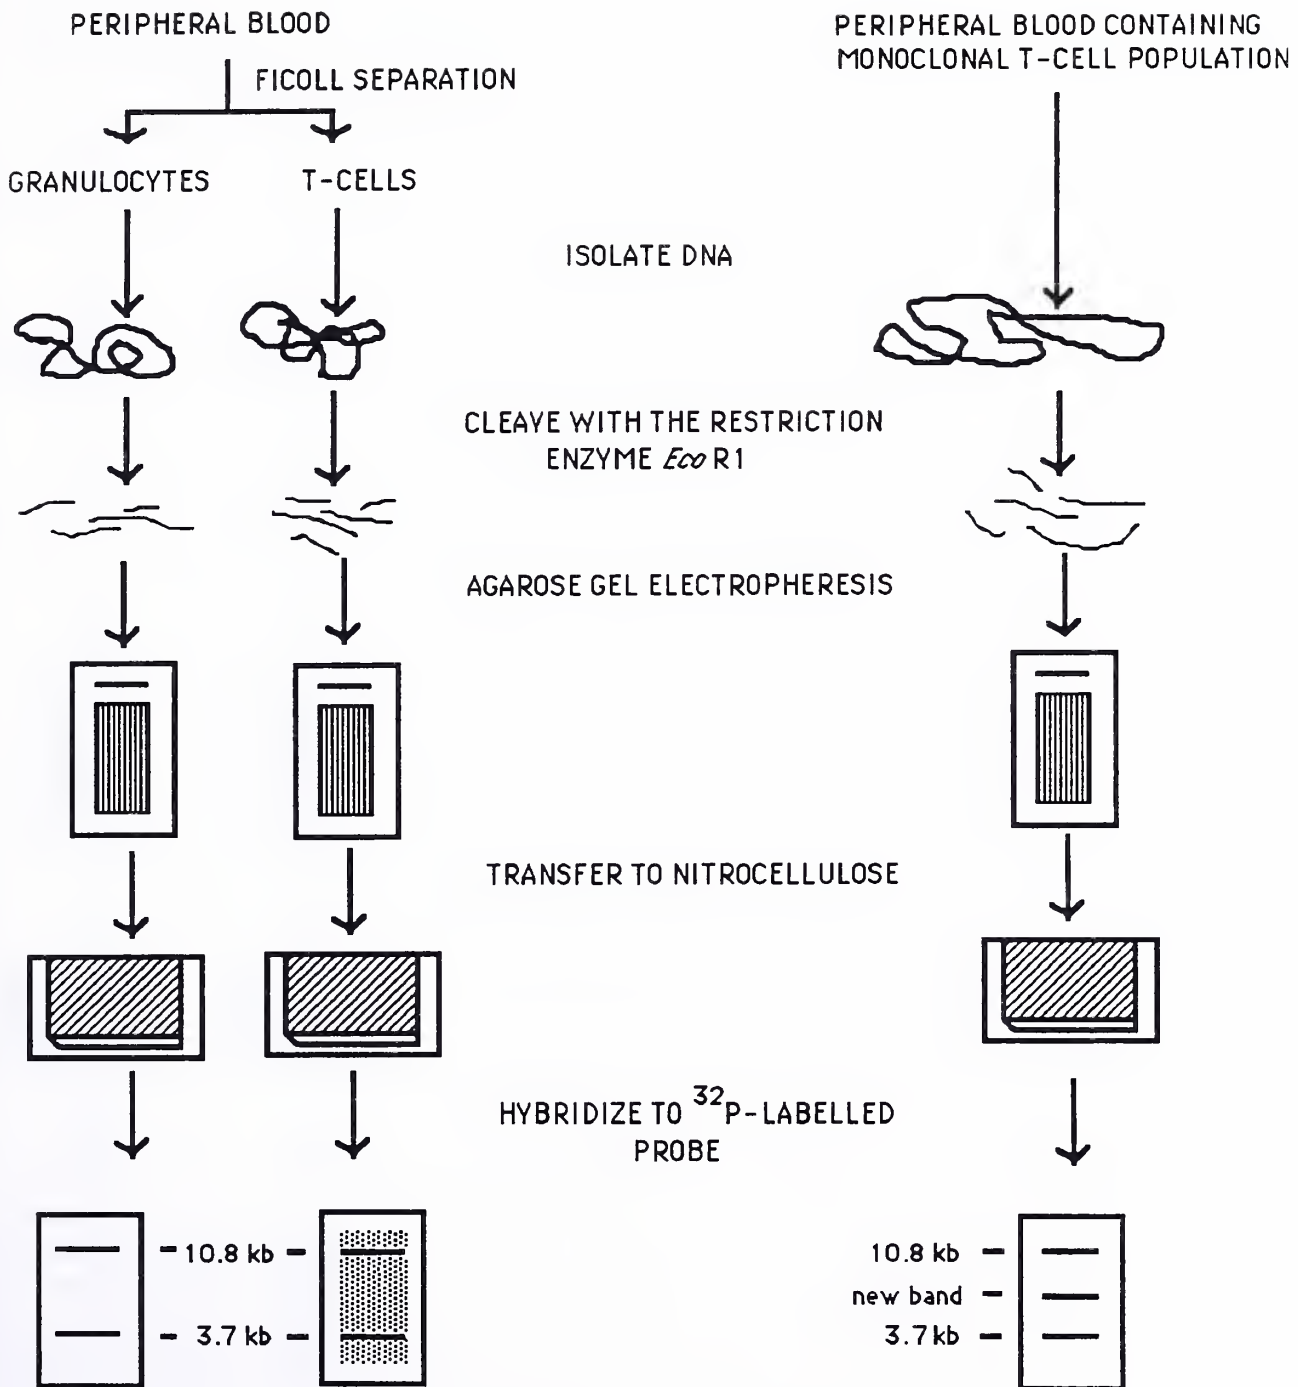 PERIPHERAL BLOOD
FICOLL SEPARATION
GRANULOCYTES
T-CELLS
PERIPHERAL BLOOD CONTAINING
MONOCLONAL T-CELL POPULATION
ISOLATE DNA
CLEAVE WITH THE RESTRICTION
ENZYME Eco R1
AGAROSE GEL ELECTROPHERESIS
TRANSFER TO NITROCELLULOSE
HYBRIDIZE TO 32P-LABELLED
PROBE
10.8 kb
3.7 kb
10.8 kb
new band
3.7 kb